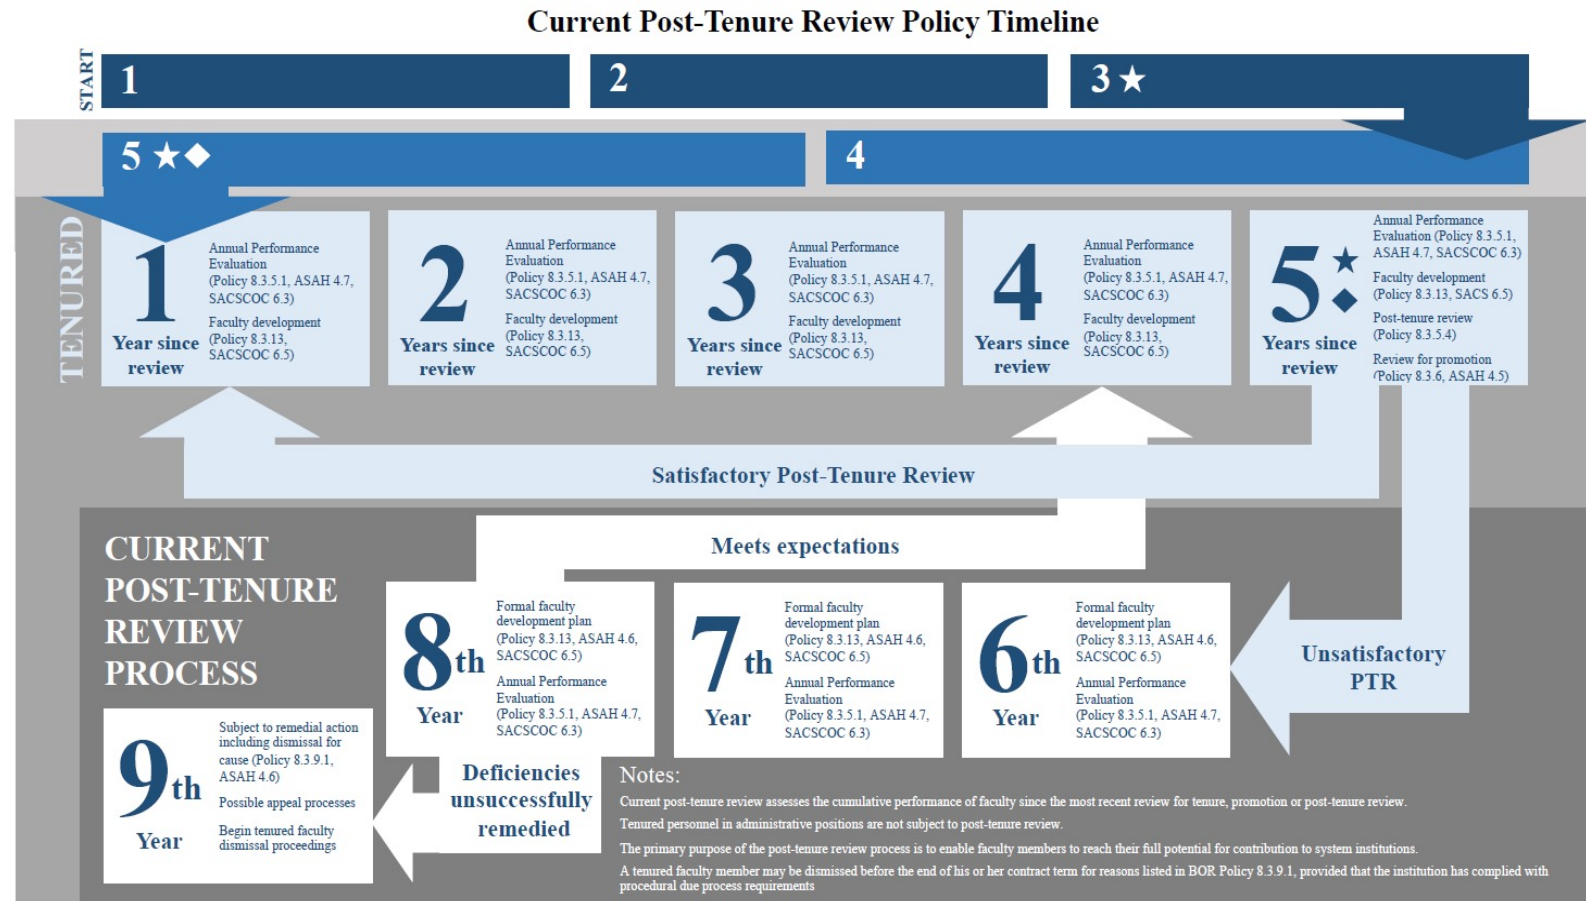 Current Post-Tenure Review Policy Timeline
START
1
2
3 ★
5 ★◆
4
TENURED
1
Year since
review
Annual Performance
Evaluation
(Policy 8.3.5.1, ASAH 4.7,
SACSCOC 6.3)
Faculty development
(Policy 8.3.13,
SACSCOC 6.5)
2
Years since
review
Annual Performance
Evaluation
(Policy 8.3.5.1, ASAH 4.7,
SACSCOC 6.3)
Faculty development
(Policy 8.3.13,
SACSCOC 6.5)
3
Years since
review
Annual Performance
Evaluation
(Policy 8.3.5.1, ASAH 4.7,
SACSCOC 6.3)
Faculty development
(Policy 8.3.13,
SACSCOC 6.5)
4
Years since
review
Annual Performance
Evaluation
(Policy 8.3.5.1, ASAH 4.7,
SACSCOC 6.3)
Faculty development
(Policy 8.3.13,
SACSCOC 6.5)
5 ★◆
Years since
review
Annual Performance
Evaluation (Policy 8.3.5.1,
ASAH 4.7, SACSCOC 6.3)
Faculty development
(Policy 8.3.13, SACS 6.5)
Post-tenure review
(Policy 8.3.5.4)
Review for promotion
(Policy 8.3.6, ASAH 4.5)
Satisfactory Post-Tenure Review
CURRENT
POST-TENURE
REVIEW
PROCESS
Meets expectations
Unsatisfactory
PTR
6th
Year
Formal faculty
development plan
(Policy 8.3.13, ASAH 4.6,
SACSCOC 6.5)
Annual Performance
Evaluation
(Policy 8.3.5.1, ASAH 4.7,
SACSCOC 6.3)
7th
Year
Formal faculty
development plan
(Policy 8.3.13, ASAH 4.6,
SACSCOC 6.5)
Annual Performance
Evaluation
(Policy 8.3.5.1, ASAH 4.7,
SACSCOC 6.3)
8th
Year
Formal faculty
development plan
(Policy 8.3.13, ASAH 4.6,
SACSCOC 6.5)
Annual Performance
Evaluation
(Policy 8.3.5.1, ASAH 4.7,
SACSCOC 6.3)
Deficiencies
unsuccessfully
remedied
9th
Year
Subject to remedial action
including dismissal for
cause (Policy 8.3.9.1,
ASAH 4.6)
Possible appeal processes
Begin tenured faculty
dismissal proceedings
Notes:
Current post-tenure review assesses the cumulative performance of faculty since the most recent review for tenure, promotion or post-tenure review.
Tenured personnel in administrative positions are not subject to post-tenure review.
The primary purpose of the post-tenure review process is to enable faculty members to reach their full potential for contribution to system institutions.
A tenured faculty member may be dismissed before the end of his or her contract term for reasons listed in BOR Policy 8.3.9.1, provided that the institution has complied with
procedural due process requirements